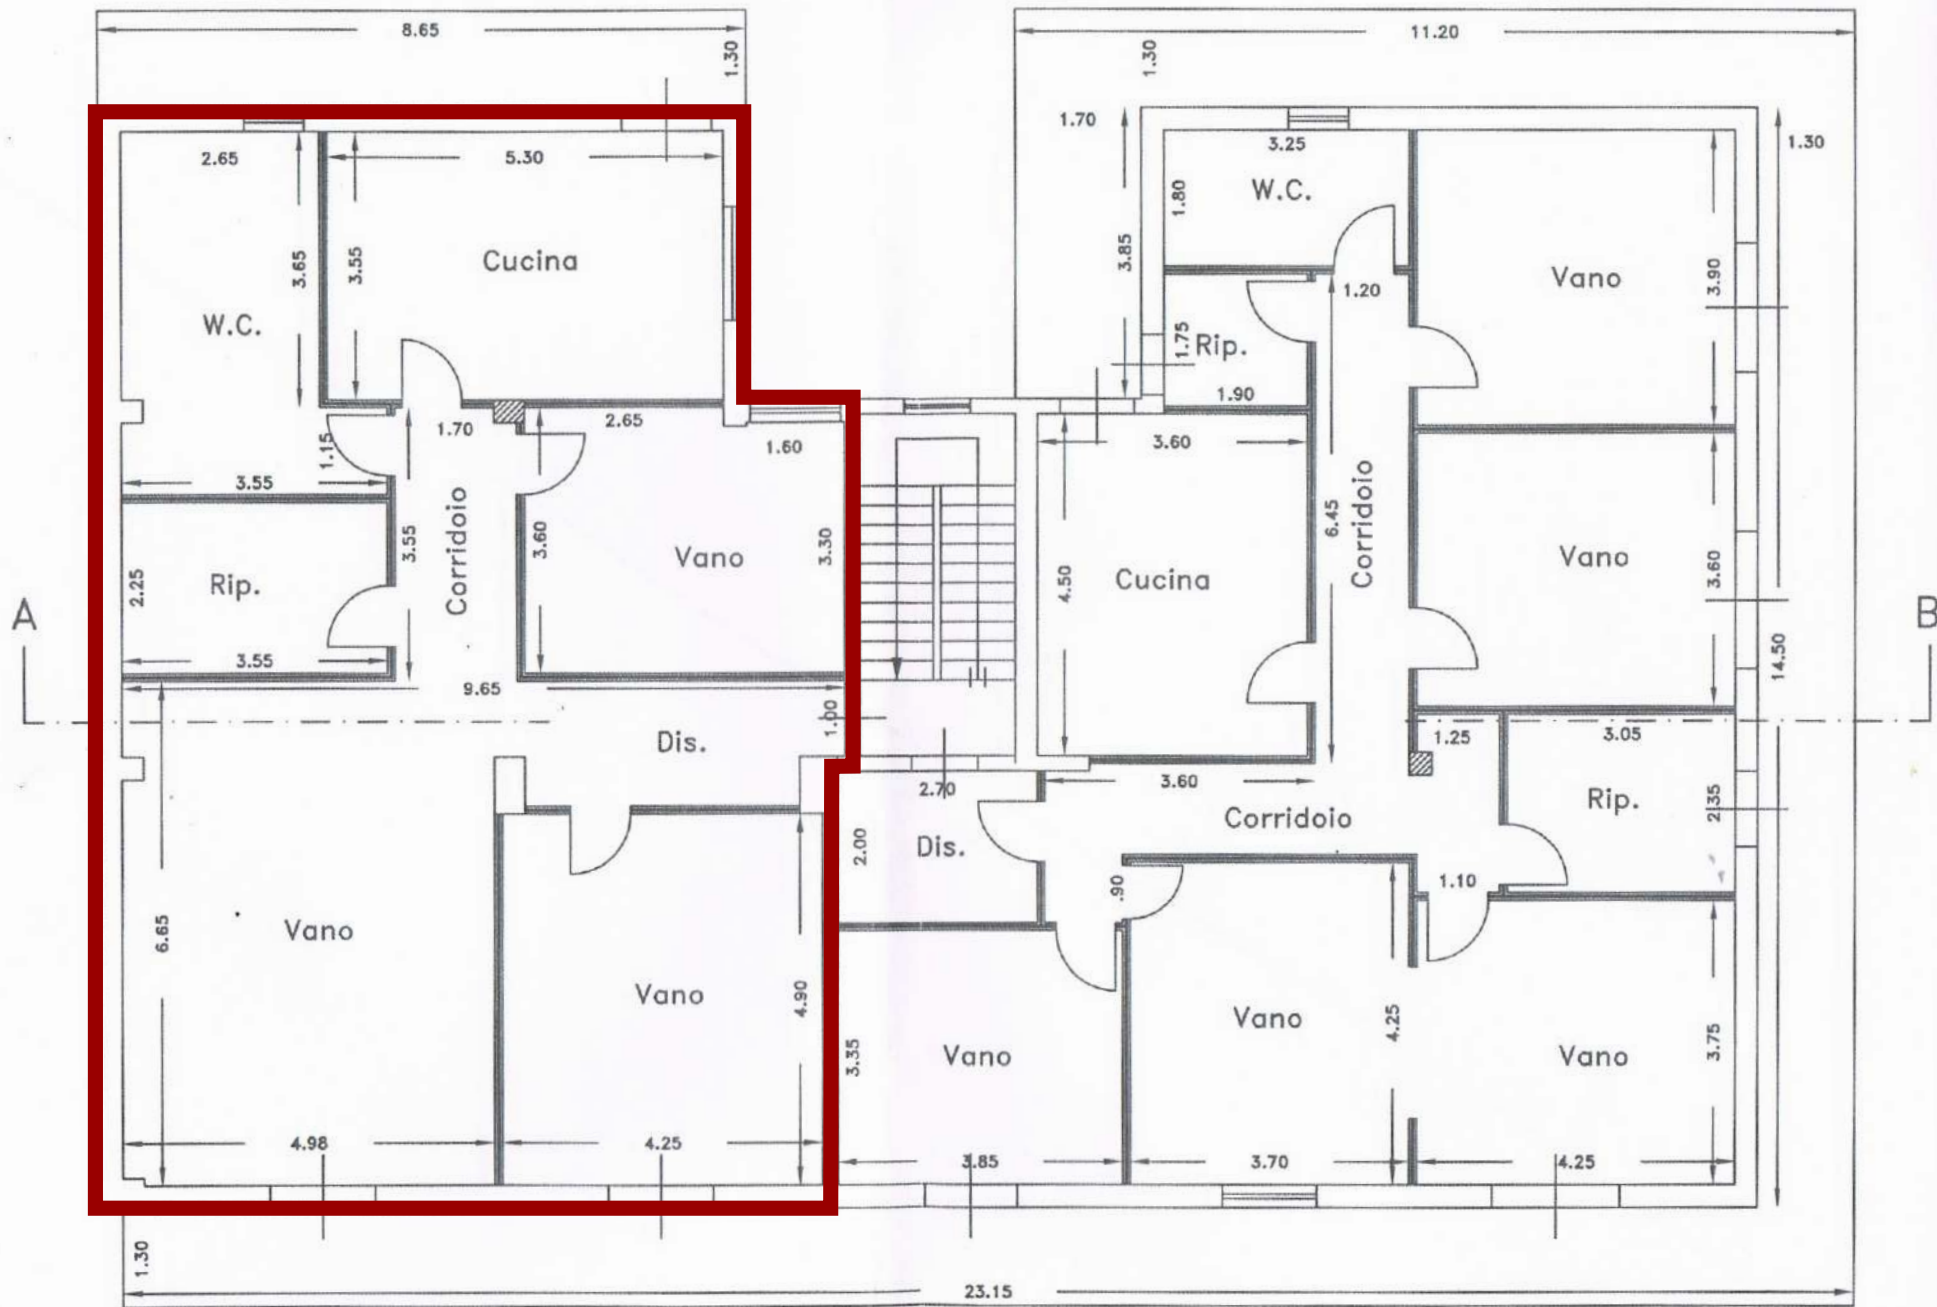 8.65
11.20
1.30
1.30
1.70
1.30
2.65
5.30
3.25
W.C.
1.80
3.65
3.55
Cucina
3.85
Vano
3.90
W.C.
1.20
1.75
Rip.
1.90
1.70
2.65
1.60
3.60
1.15
3.55
3.55
Corridoio
3.60
Vano
3.30
4.50
Cucina
6.45
Corridoio
Vano
3.60
2.25
Rip.
A
B
3.55
9.65
14.50
1.00
Dis.
1.25
3.05
2.70
3.60
Rip.
2.35
Corridoio
2.00
Dis.
.90
1.10
6.65
Vano
Vano
4.90
3.35
Vano
Vano
4.25
Vano
3.75
4.98
4.25
3.85
3.70
4.25
1.30
23.15